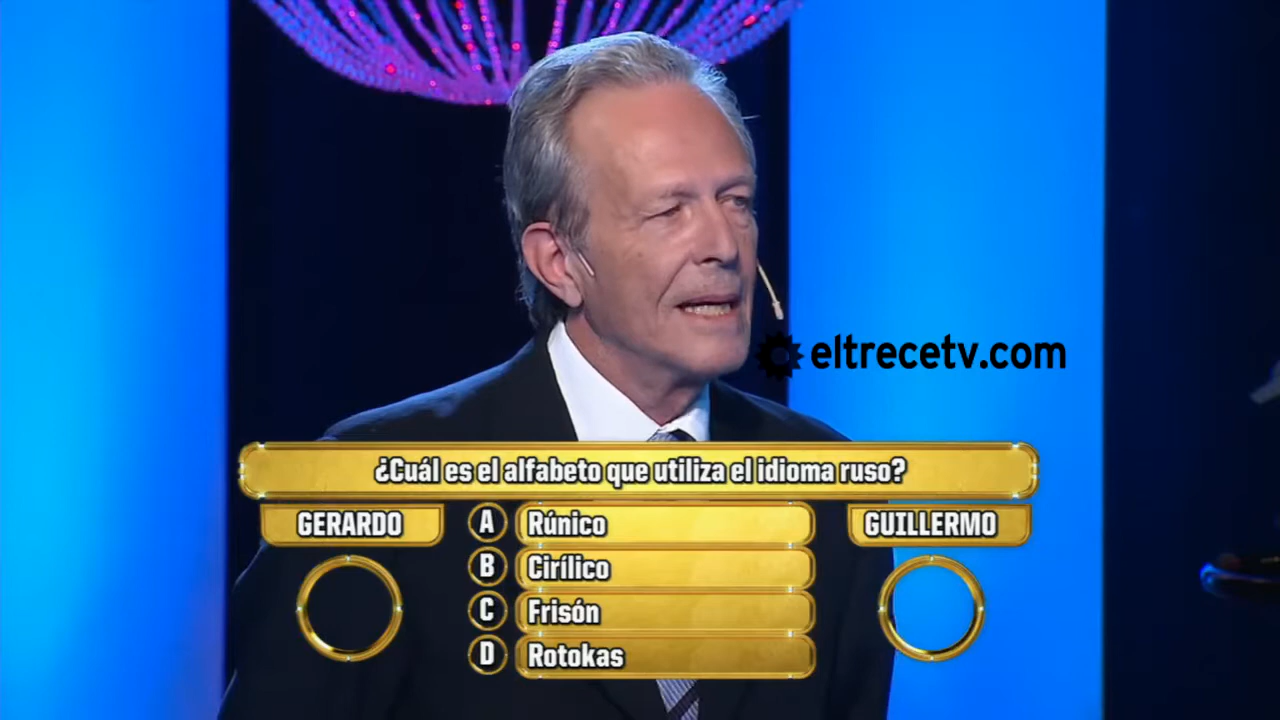 eltrecetv.com
¿Cuál es el alfabeto que utiliza el idioma ruso?
GERARDO
GUILLERMO
A Rúnico
B Cirílico
C Frisón
D Rotokas